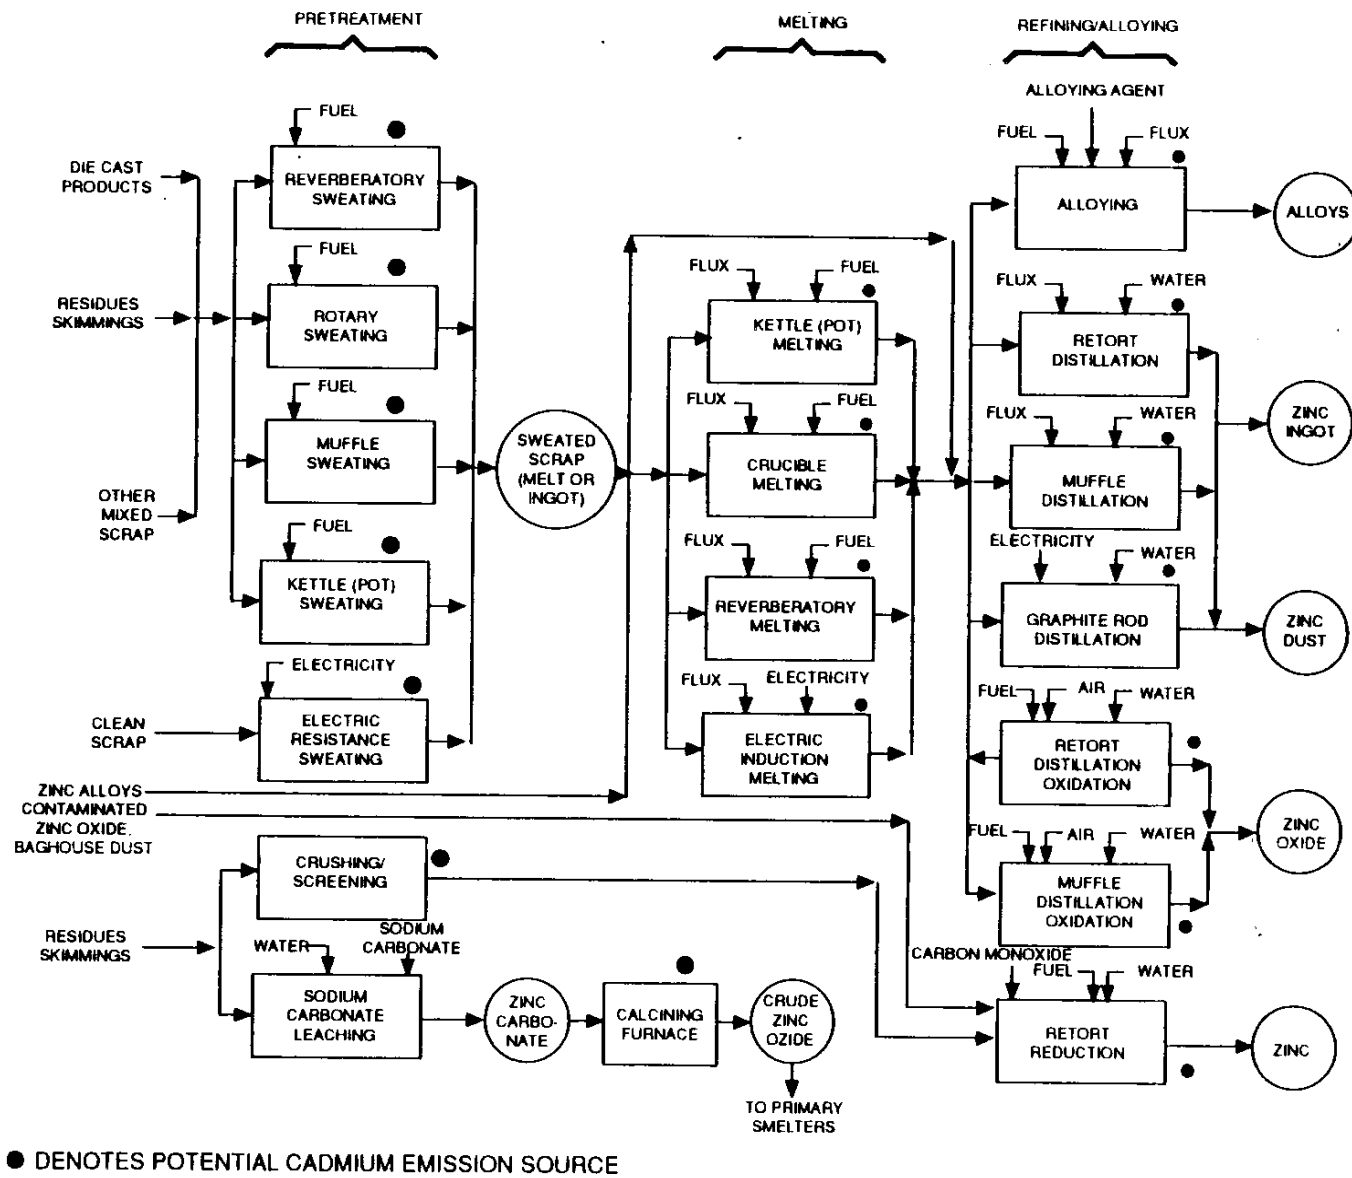 PRETREATMENT
MELTING
REFINING/ALLOYING
FUEL
DIE CAST
PRODUCTS
REVERBERATORY
SWEATING
FUEL
RESIDUES
SKIMMINGS
ROTARY
SWEATING
FUEL
MUFFLE
SWEATING
OTHER
MIXED
SCRAP
FUEL
KETTLE (POT)
SWEATING
ELECTRICITY
CLEAN
SCRAP
ELECTRIC
RESISTANCE
SWEATING
SWEATED
SCRAP
(MELT OR
INGOT)
ZINC ALLOYS
CONTAMINATED
ZINC OXIDE,
BAGHOUSE DUST
CRUSHING/
SCREENING
RESIDUES
SKIMMINGS
WATER
SODIUM
CARBONATE
SODIUM
CARBONATE
LEACHING
ZINC
CARBO-
NATE
CALCINING
FURNACE
CRUDE
ZINC
OZIDE
TO PRIMARY
SMELTERS
FLUX
FUEL
KETTLE (POT)
MELTING
FLUX
FUEL
CRUCIBLE
MELTING
FLUX
FUEL
REVERBERATORY
MELTING
FLUX
ELECTRICITY
ELECTRIC
INDUCTION
MELTING
ALLOYING AGENT
FUEL
FLUX
ALLOYING
ALLOYS
FLUX
WATER
RETORT
DISTILLATION
FLUX
WATER
MUFFLE
DISTILLATION
ZINC
INGOT
ELECTRICITY
WATER
GRAPHITE ROD
DISTILLATION
ZINC
DUST
FUEL
AIR
WATER
RETORT
DISTILLATION
OXIDATION
FUEL
AIR
WATER
MUFFLE
DISTILLATION
OXIDATION
ZINC
OXIDE
CARBON MONOXIDE
FUEL
WATER
RETORT
REDUCTION
ZINC
● DENOTES POTENTIAL CADMIUM EMISSION SOURCE